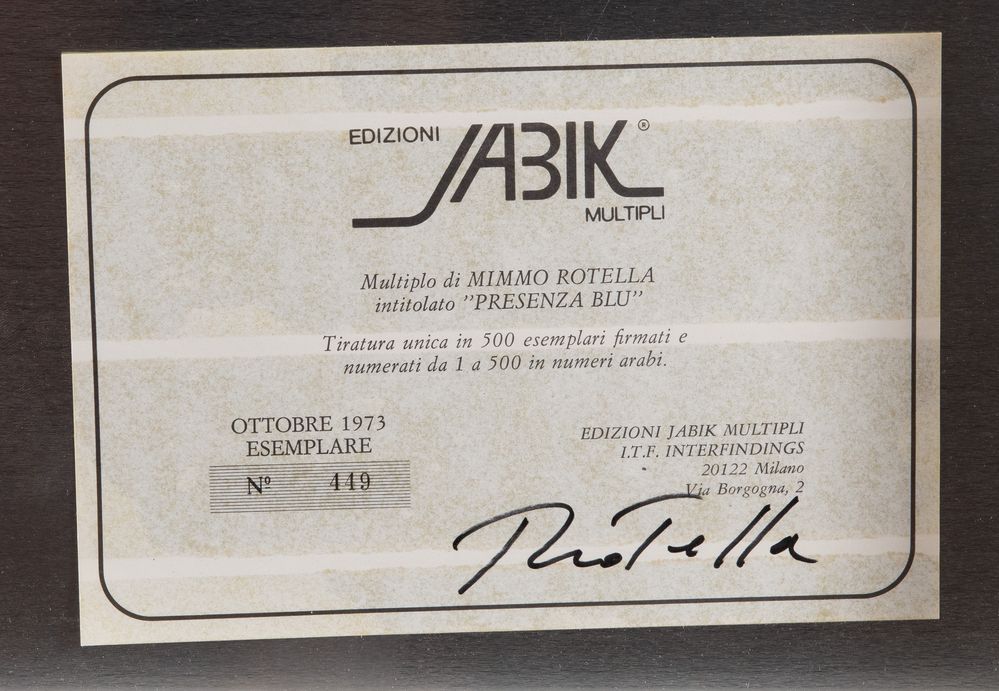 EDIZIONI
JABIK ®
MULTIPLI
Multiplo di MIMMO ROTELLA
intitolato "PRESENZA BLU"
Tiratura unica in 500 esemplari firmati e
numerati da 1 a 500 in numeri arabi.
OTTOBRE 1973
ESEMPLARE
Nº 449
EDIZIONI JABIK MULTIPLI
I.T.F. INTERFINDINGS
20122 Milano
Via Borgogna, 2
Rotella